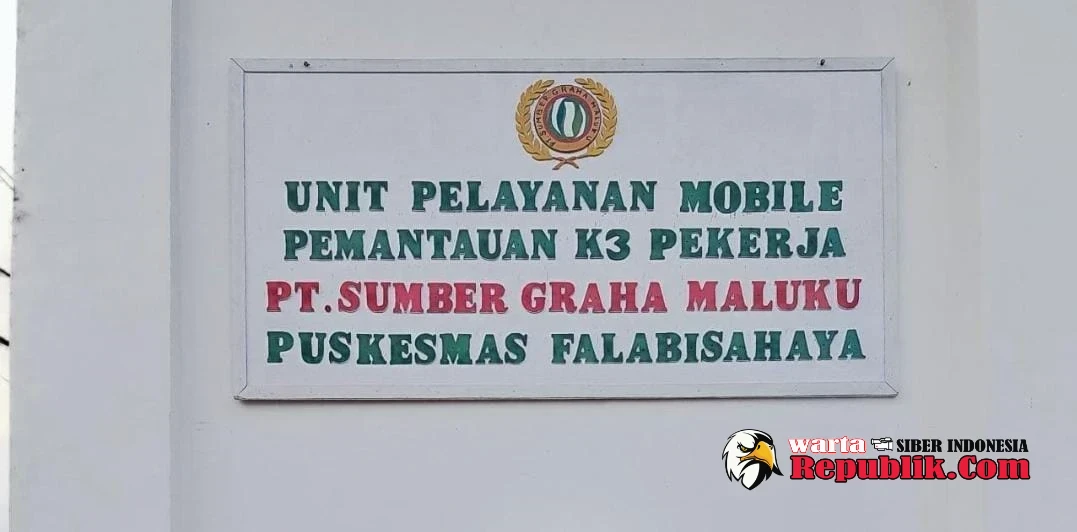 PT. SUMBER GRAHA MALUKU
UNIT PELAYANAN MOBILE
PEMANTAUAN K3 PEKERJA
PT. SUMBER GRAHA MALUKU
PUSKESMAS FALABISAHAYA
warta SIBER INDONESIA
Republik.Com